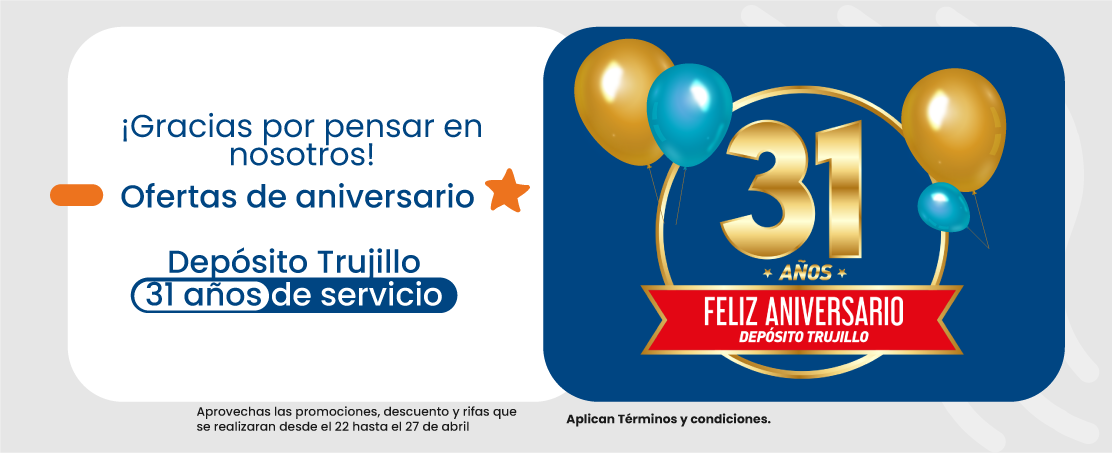 ¡Gracias por pensar en
nosotros!
Ofertas de aniversario
Depósito Trujillo
31 años de servicio
31
AÑOS
FELIZ ANIVERSARIO
DEPÓSITO TRUJILLO
Aprovechas las promociones, descuento y rifas que
se realizaran desde el 22 hasta el 27 de abril
Aplican Términos y condiciones.